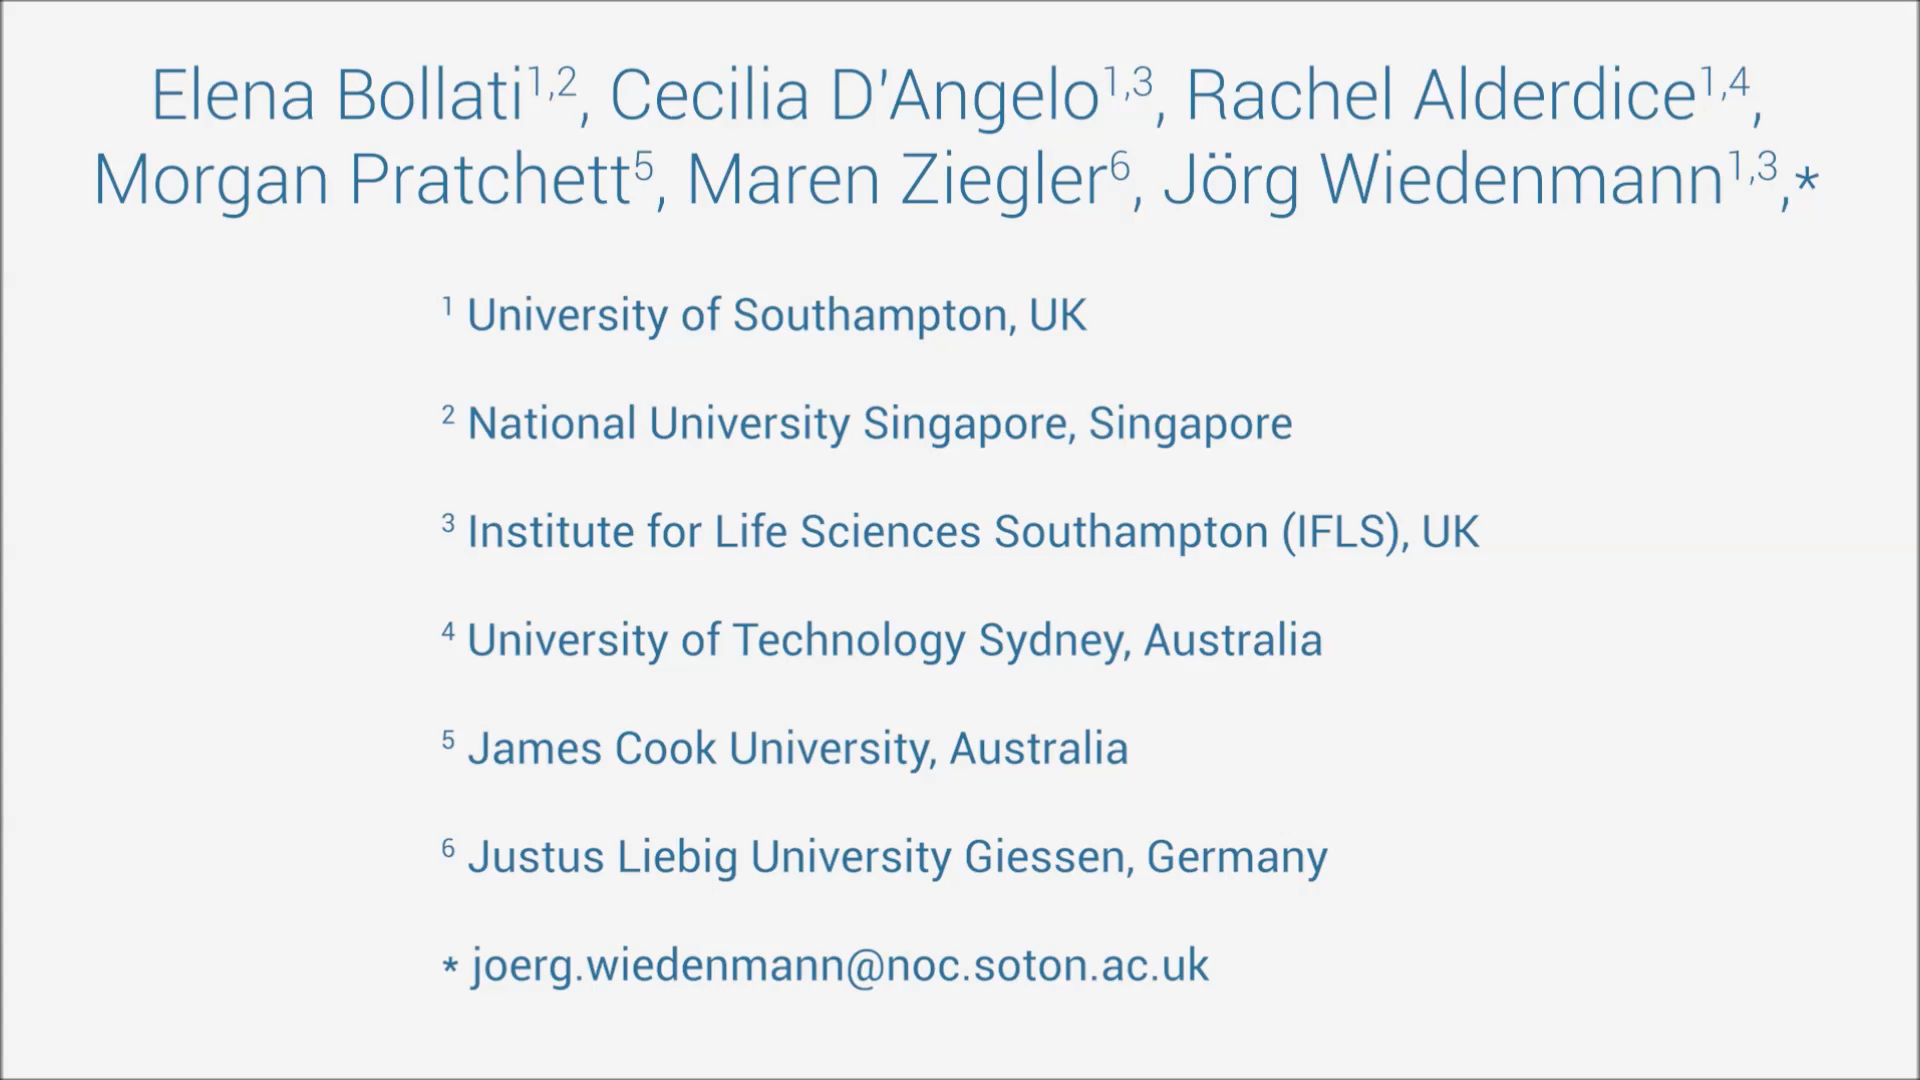 Elena Bollati1,2, Cecilia D'Angelo1,3, Rachel Alderdice1,4,
Morgan Pratchett5, Maren Ziegler6, Jörg Wiedenmann1,3,*
1 University of Southampton, UK
2 National University Singapore, Singapore
3 Institute for Life Sciences Southampton (IFLS), UK
4 University of Technology Sydney, Australia
5 James Cook University, Australia
6 Justus Liebig University Giessen, Germany
* joerg.wiedenmann@noc.soton.ac.uk